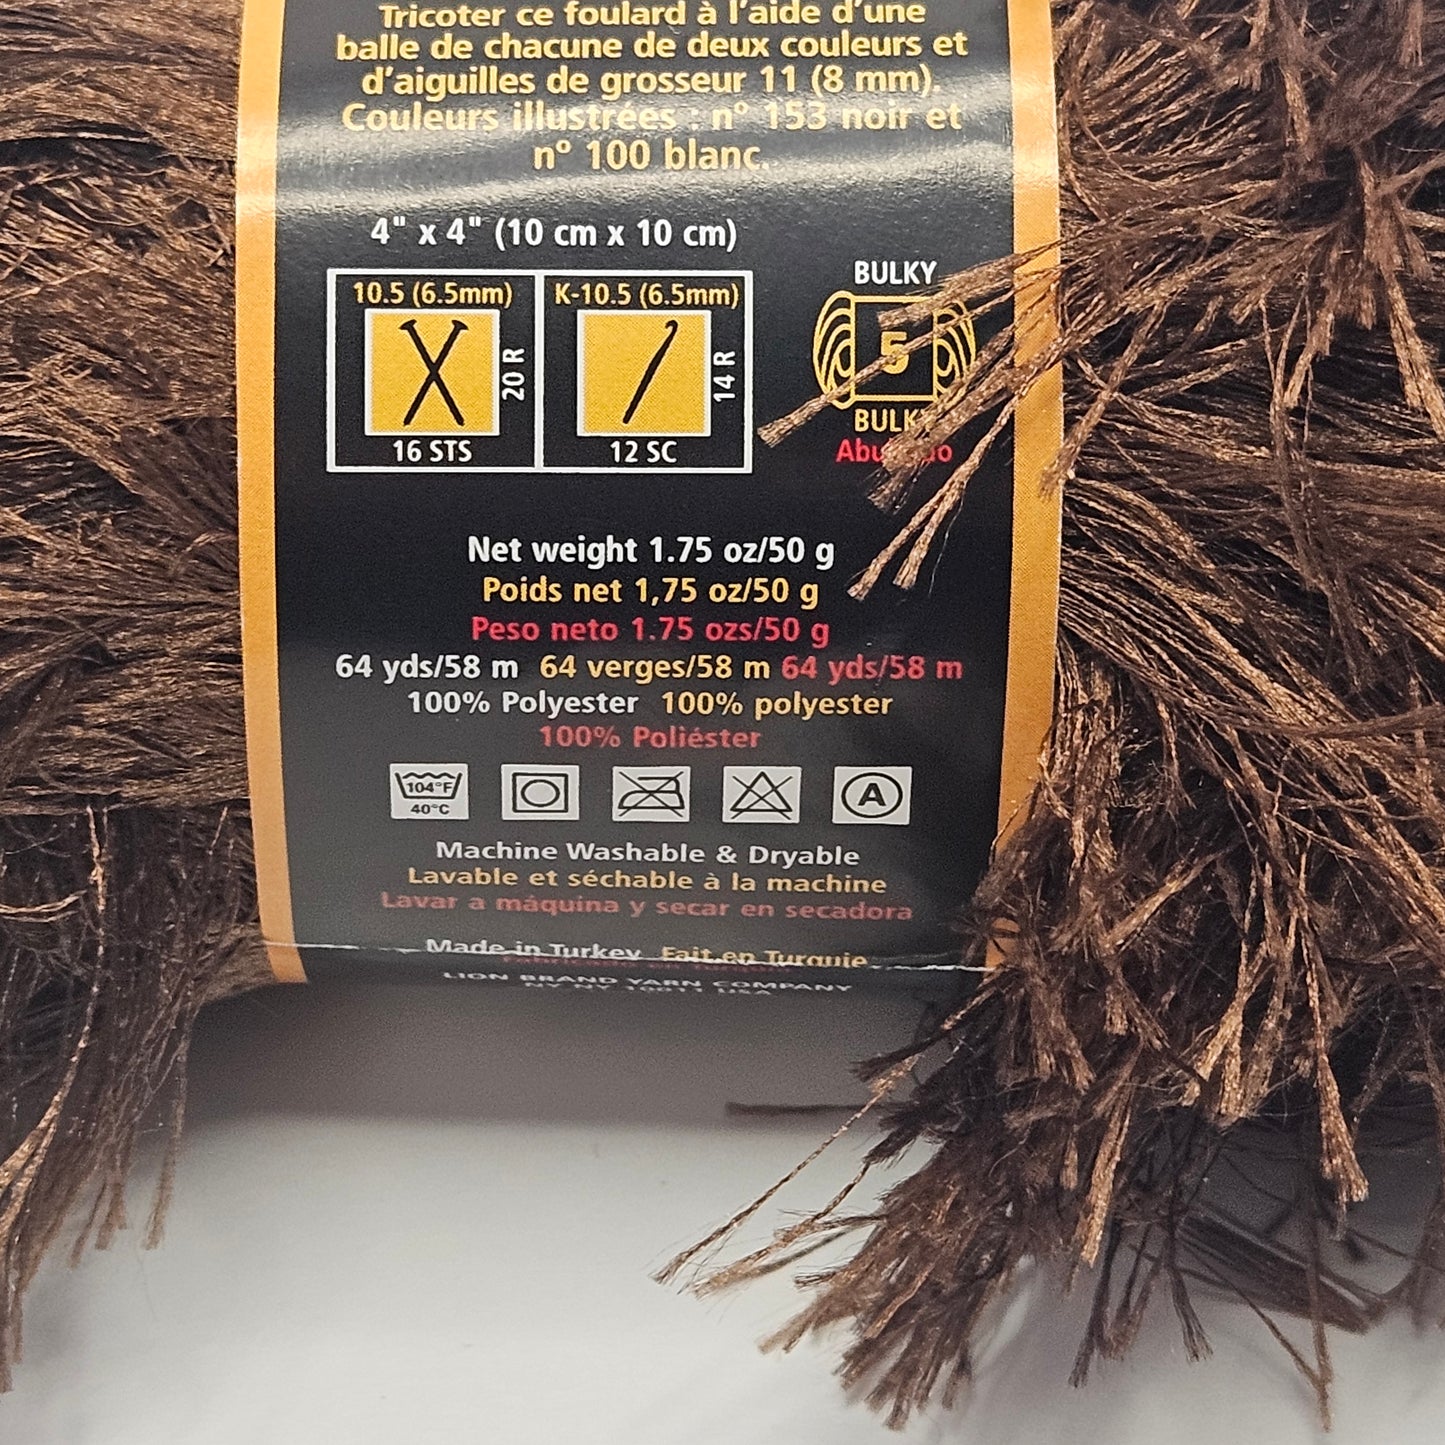 Tricoter ce foulard à l'aide d'une
balle de chacune de deux couleurs et
d'aiguilles de grosseur 11 (8 mm).
Couleurs illustrées : nº 153 noir et
nº 100 blanc.
4" x 4" (10 cm x 10 cm)
10.5 (6.5mm)
20 R
16 STS
K-10.5 (6.5mm)
14 R
12 SC
BULKY
5
BULKY
Net weight 1.75 oz/50 g
Poids net 1,75 oz/50 g
Peso neto 1.75 ozs/50 g
64 yds/58 m 64 verges/58 m 64 yds/58 m
100% Polyester 100% polyester
100% Poliéster
104°F
40°C
A
Machine Washable & Dryable
Lavable et séchable à la machine
Lavar a máquina y secar en secadora
Made in Turkey Fait en Turquie
LION BRAND YARN COMPANY
NY NY 10011 USA